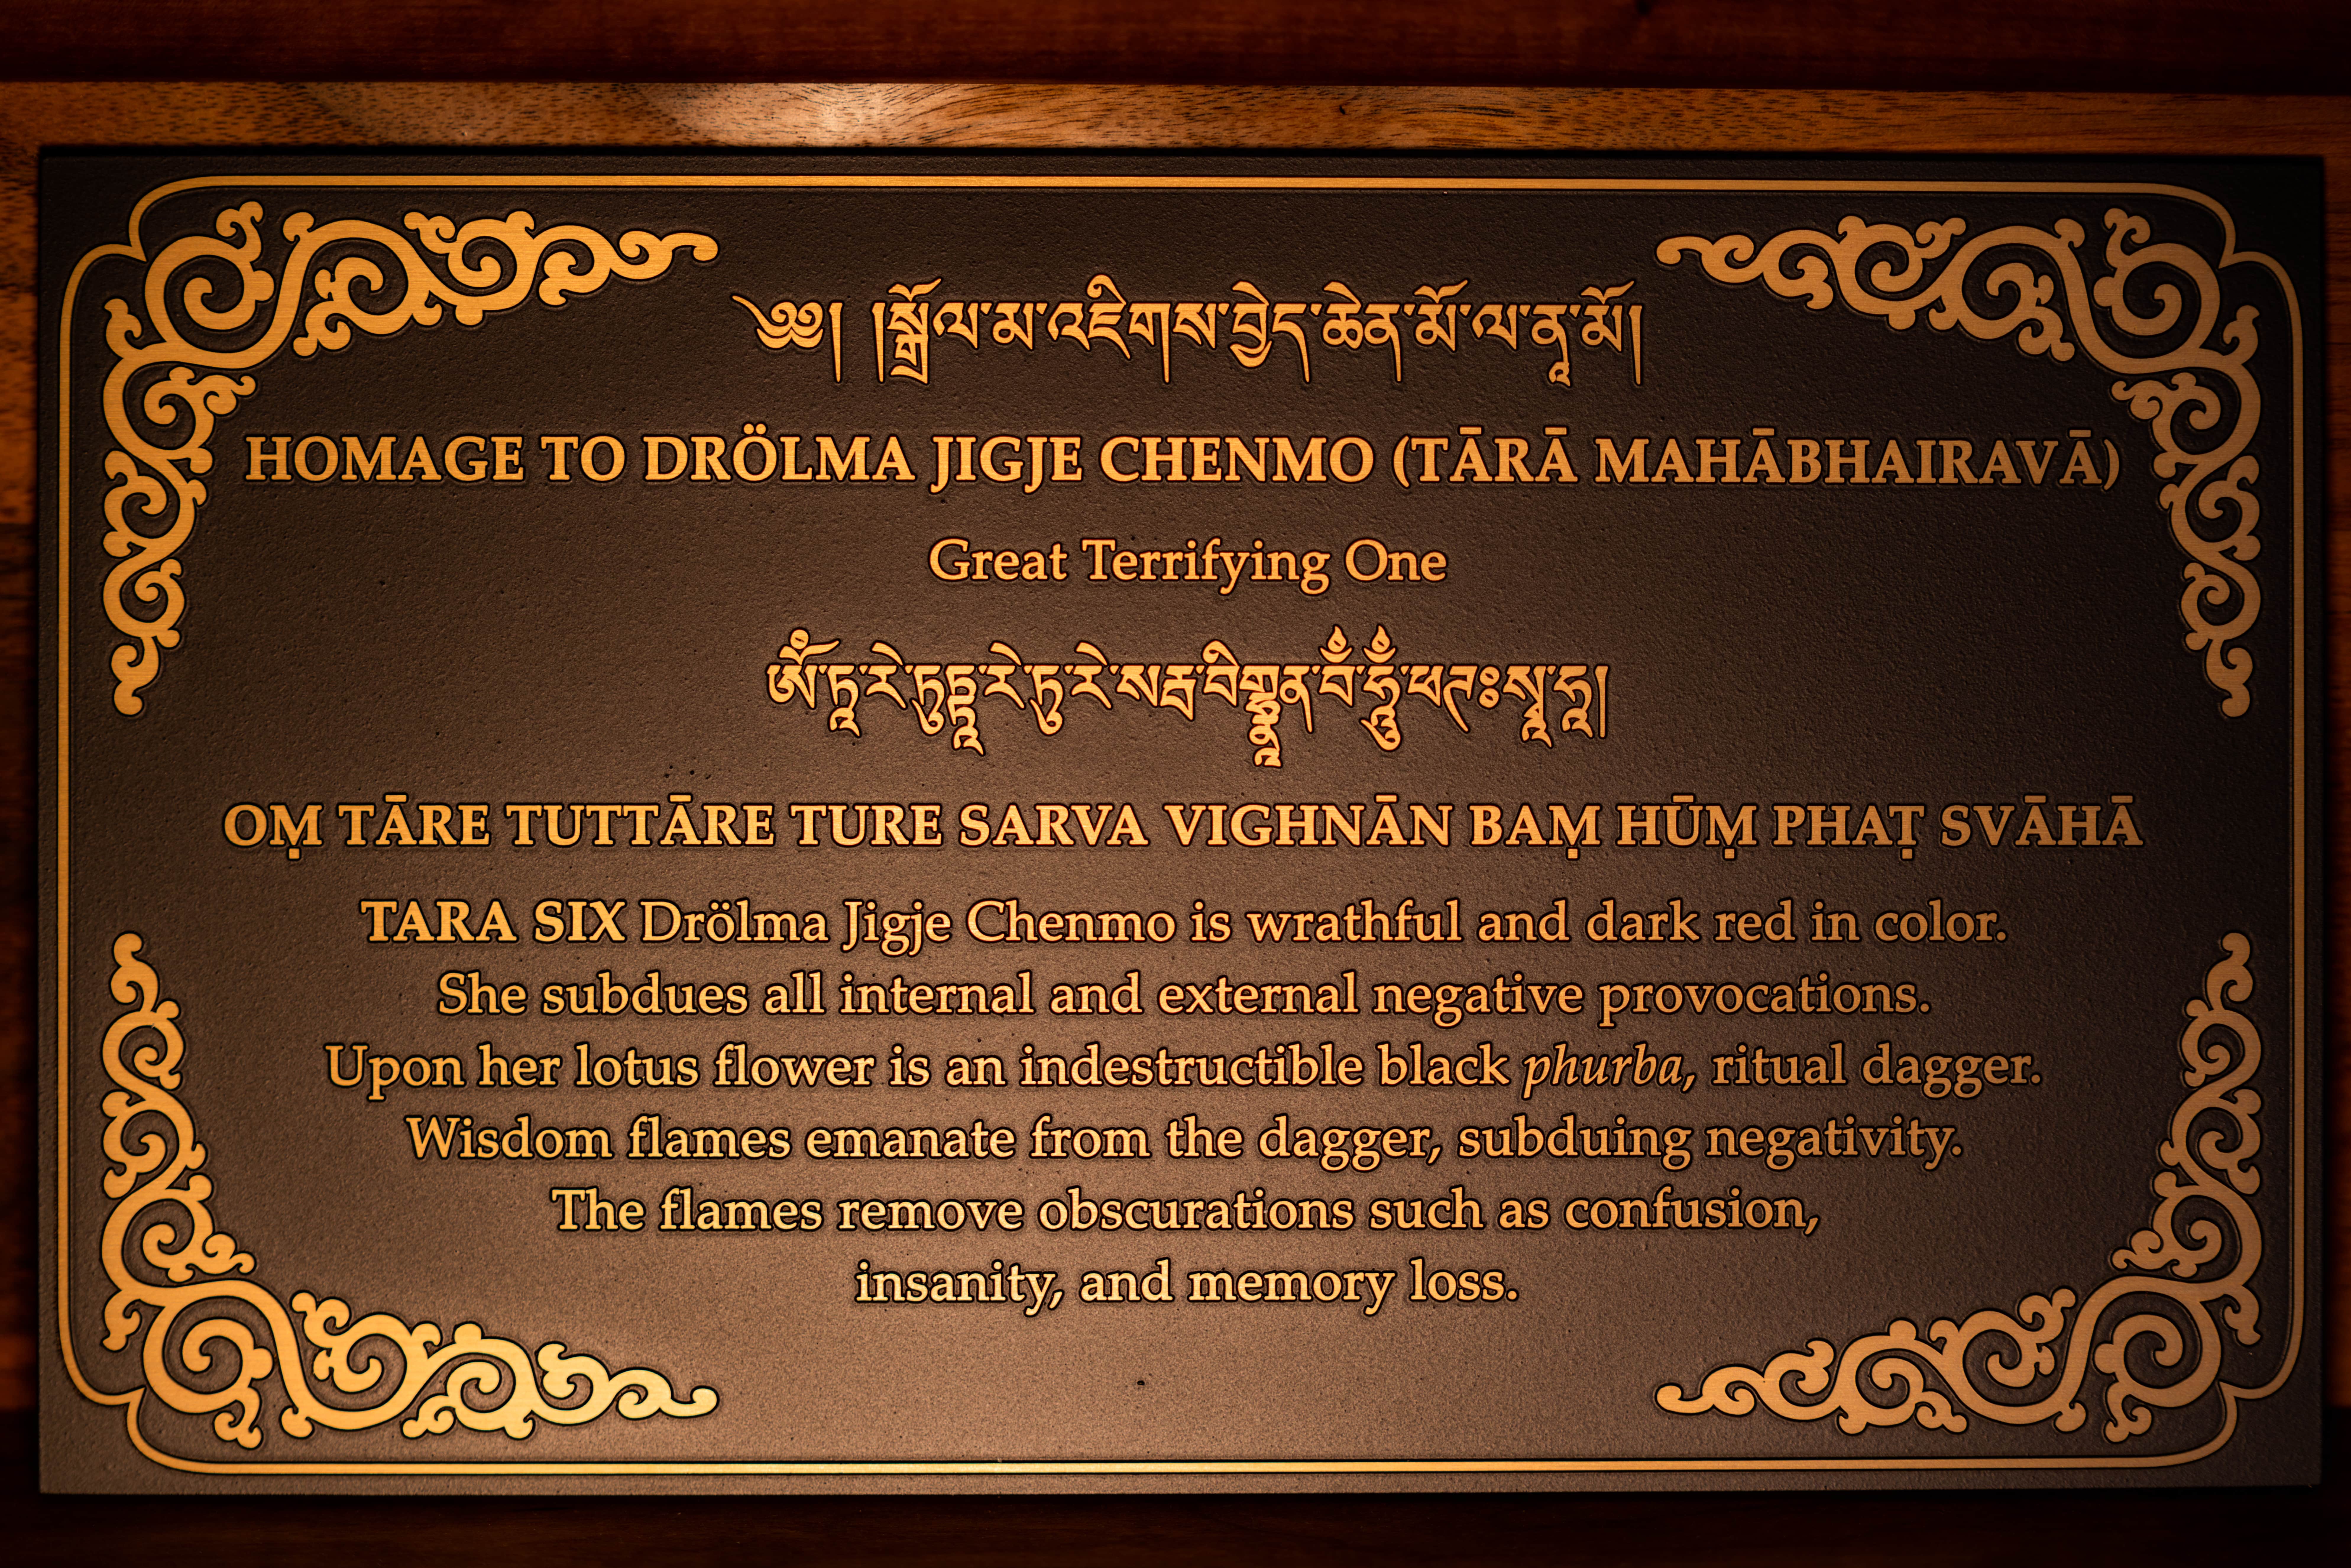 ༄༅། །སྒྲོལ་མ་འཇིགས་བྱེད་ཆེན་མོ་ལ་ན་མོ།
HOMAGE TO DRÖLMA JIGJE CHENMO (TĀRĀ MAHĀBHAIRAVĀ)
Great Terrifying One
ཨོཾ་ཏཱ་རེ་ཏུཏྟཱ་རེ་ཏུ་རེ་སརྦ་བིགྷྣཱན་བཾ་ཧཱུྃ་ཕཊཿསྭཱ་ཧཱ།
OṂ TĀRE TUTTĀRE TURE SARVA VIGHNĀN BAṂ HŪṂ PHAṬ SVĀHĀ
TARA SIX Drölma Jigje Chenmo is wrathful and dark red in color.
She subdues all internal and external negative provocations.
Upon her lotus flower is an indestructible black phurba, ritual dagger.
Wisdom flames emanate from the dagger, subduing negativity.
The flames remove obscurations such as confusion,
insanity, and memory loss.